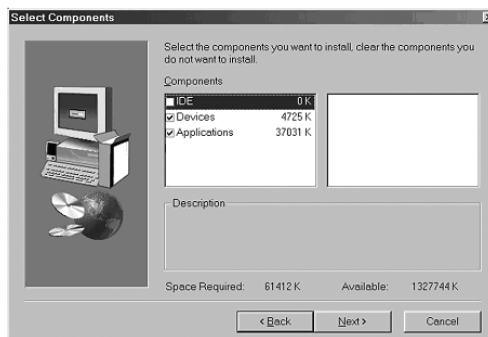 Select Components
Select the components you want to install, clear the components you
do not want to install.
Components
IDE 0 K
Devices 4725 K
Applications 37031 K
Description
Space Required: 61412 K Available: 1327744 K
< Back Next > Cancel